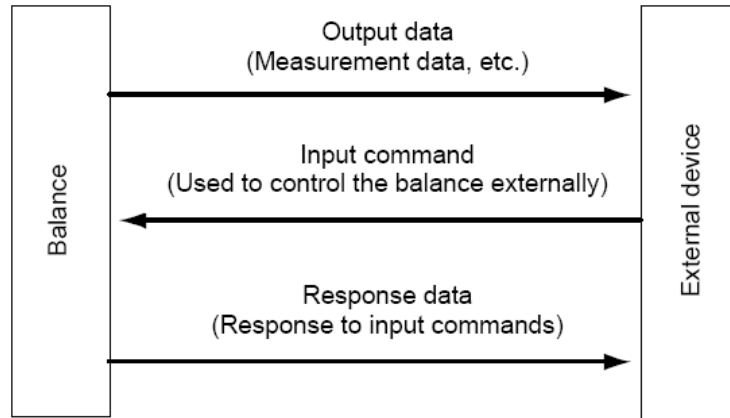 Balance
Output data
(Measurement data, etc.)
Input command
(Used to control the balance externally)
Response data
(Response to input commands)
External device